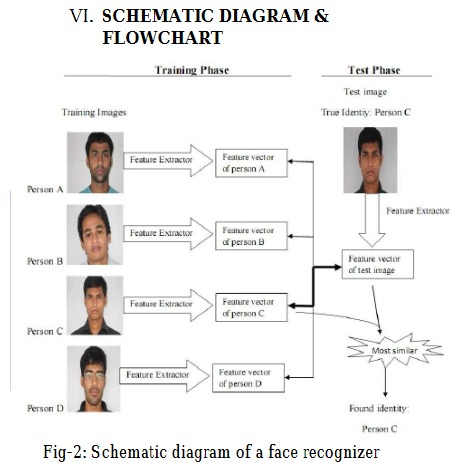 VI. SCHEMATIC DIAGRAM &
FLOWCHART
Training Phase
Test Phase
Test image
True Identiy: Person C
Training Images
Feature Extractor
Feature vector
of person A
Person A
Feature Extractor
Feature Extractor
Feature vector
of person B
Person B
Feature vector
of test image
Feature Extractor
Feature vector
of person C
Person C
Most similar
Feature Extractor
Feature vector
of person D
Person D
Found identity:
Person C
Fig-2: Schematic diagram of a face recognizer